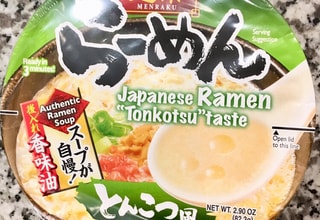 MENRAKU
らーめん
Ready in
3 minutes!
Serving
Suggestion
Japanese Ramen
"Tonkotsu" taste
Authentic
Ramen
Soup
スープが
自慢!
香味油
Open lid
to this line
とんこつ風
NET WT. 2.90 OZ
(82.2g)